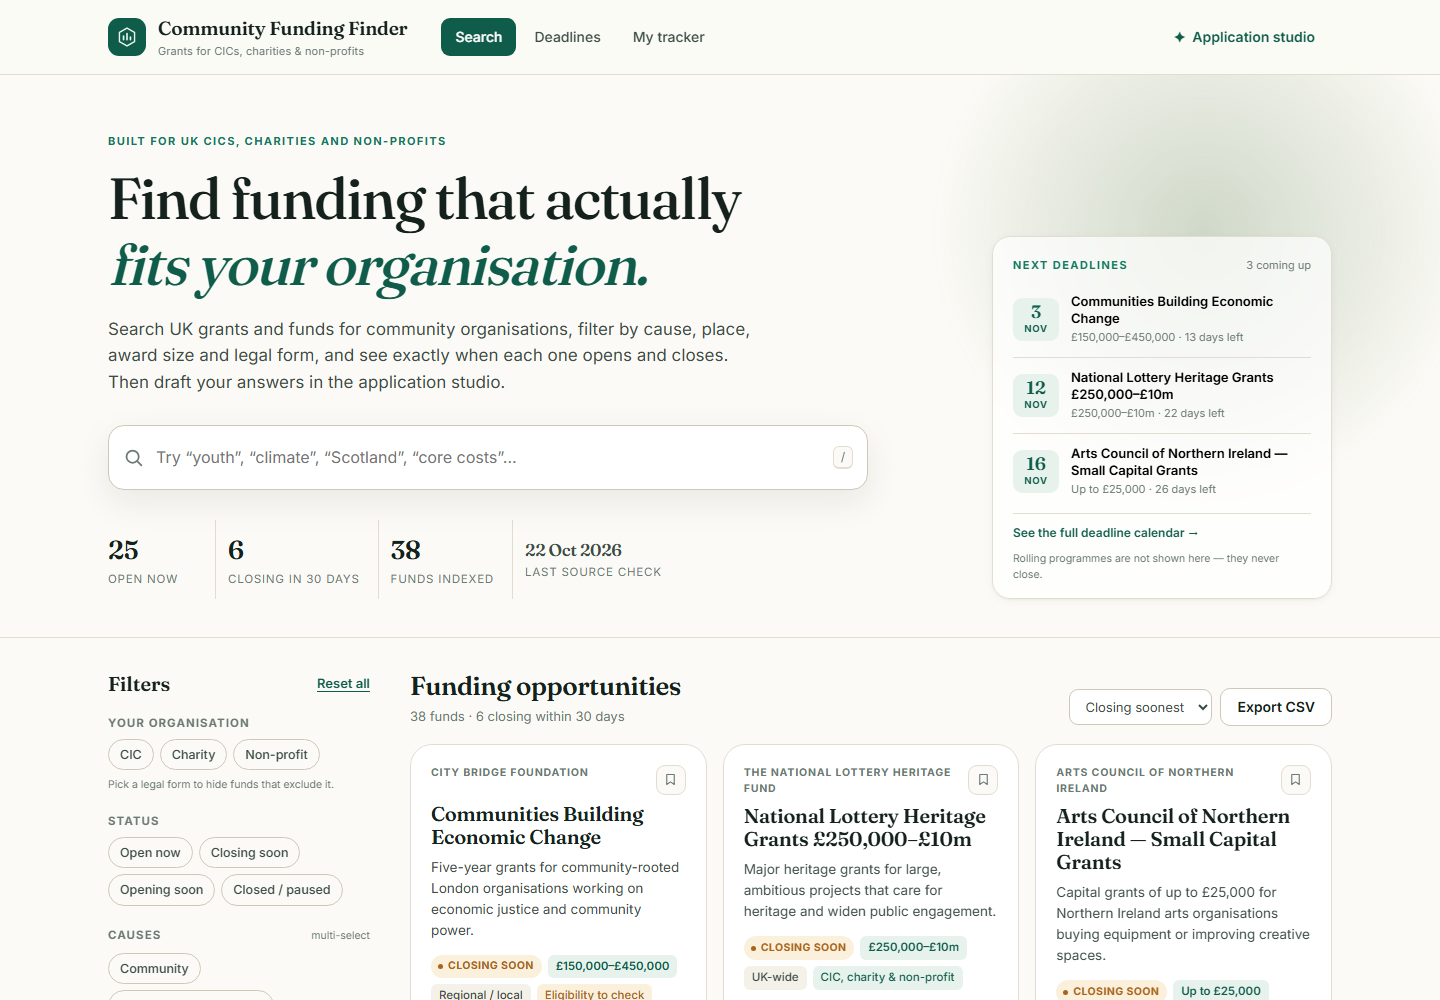 Community Funding Finder
Grants for CICs, charities & non-profits
Search
Deadlines
My tracker
✦ Application studio
BUILT FOR UK CICS, CHARITIES AND NON-PROFITS
Find funding that actually
fits your organisation.
Search UK grants and funds for community organisations, filter by cause, place,
award size and legal form, and see exactly when each one opens and closes.
Then draft your answers in the application studio.
Try “youth”, “climate”, “Scotland”, “core costs”…
/
25
OPEN NOW
6
CLOSING IN 30 DAYS
38
FUNDS INDEXED
22 Oct 2026
LAST SOURCE CHECK
NEXT DEADLINES
3 coming up
3
NOV
Communities Building Economic
Change
£150,000–£450,000 · 13 days left
12
NOV
National Lottery Heritage Grants
£250,000–£10m
£250,000–£10m · 22 days left
16
NOV
Arts Council of Northern Ireland —
Small Capital Grants
Up to £25,000 · 26 days left
See the full deadline calendar →
Rolling programmes are not shown here — they never
close.
Filters
Reset all
YOUR ORGANISATION
CIC
Charity
Non-profit
Pick a legal form to hide funds that exclude it.
STATUS
Open now
Closing soon
Opening soon
Closed / paused
CAUSES
multi-select
Community
Funding opportunities
38 funds · 6 closing within 30 days
Closing soonest
Export CSV
CITY BRIDGE FOUNDATION
Communities Building
Economic Change
Five-year grants for community-rooted
London organisations working on
economic justice and community
power.
CLOSING SOON
£150,000–£450,000
Regional / local
Eligibility to check
THE NATIONAL LOTTERY HERITAGE
FUND
National Lottery Heritage
Grants £250,000–£10m
Major heritage grants for large,
ambitious projects that care for
heritage and widen public engagement.
CLOSING SOON
£250,000–£10m
UK-wide
CIC, charity & non-profit
ARTS COUNCIL OF NORTHERN
IRELAND
Arts Council of Northern
Ireland — Small Capital
Grants
Capital grants of up to £25,000 for
Northern Ireland arts organisations
buying equipment or improving creative
spaces.
CLOSING SOON
Up to £25,000